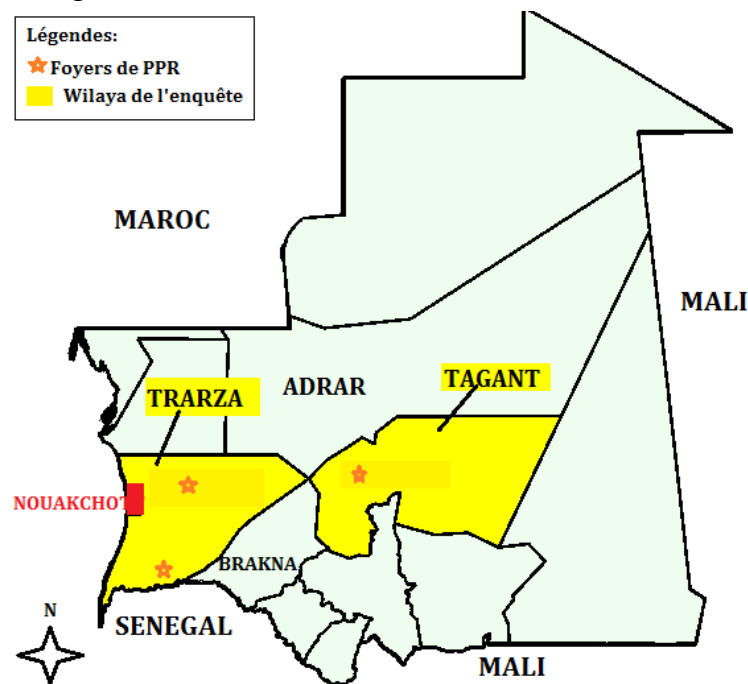 Légendes:
Foyers de PPR
Wilaya de l'enquête
MAROC
MALI
TAGANT
ADRAR
TRARZA
NOUAKCHOT
BRAKNA
N
SENEGAL
MALI